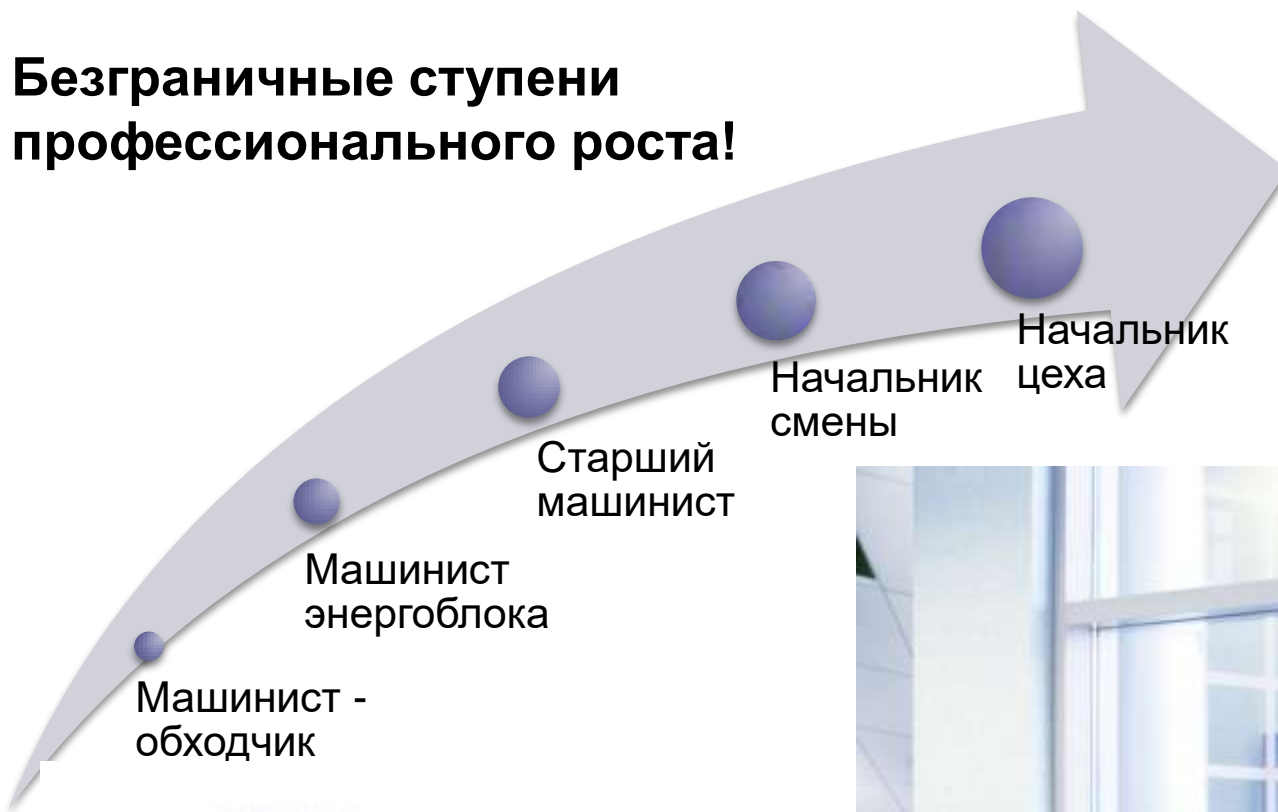 Безграничные ступени
профессионального роста!
Начальник
цеха
Начальник
смены
Старший
машинист
Машинист
энергоблока
Машинист -
обходчик